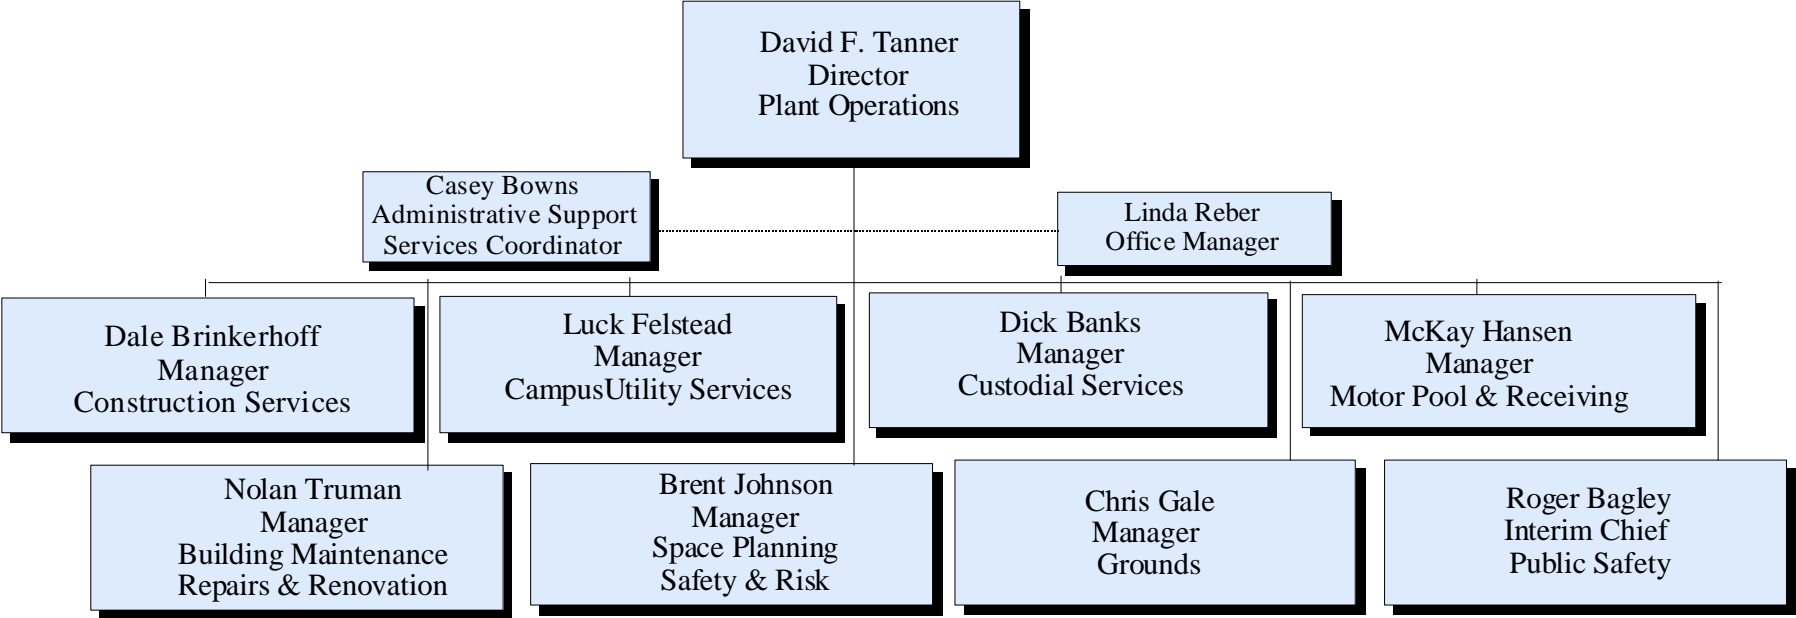 David F. Tanner
Director
Plant Operations
Casey Bowns
Administrative Support
Services Coordinator
Linda Reber
Office Manager
Dale Brinkerhoff
Manager
Construction Services
Luck Felstead
Manager
CampusUtility Services
Dick Banks
Manager
Custodial Services
McKay Hansen
Manager
Motor Pool & Receiving
Nolan Truman
Manager
Building Maintenance
Repairs & Renovation
Brent Johnson
Manager
Space Planning
Safety & Risk
Chris Gale
Manager
Grounds
Roger Bagley
Interim Chief
Public Safety